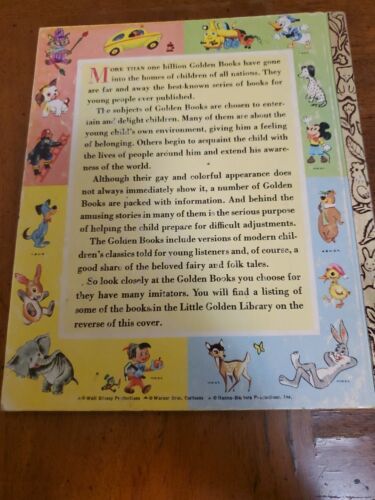 MORE THAN one billion Golden Books have gone
into the homes of children of all nations. They
are far and away the best-known series of books for
young people ever published.
The subjects of Golden Books are chosen to enter-
tain and delight children. Many of them are about the
young child's own environment, giving him a feeling
of belonging. Others begin to acquaint the child with
the lives of people around him and extend his aware-
ness of the world.
Although their gay and colorful appearance does
not always immediately show it, a number of Golden
Books are packed with information. And behind the
amusing stories in many of them is the serious purpose
of helping the child prepare for difficult adjustments.
The Golden Books include versions of modern chil-
dren's classics told for young listeners and, of course, a
good share of the beloved fairy and folk tales.
So look closely at the Golden Books you choose for
they have many imitators. You will find a listing of
some of the books in the Little Golden Library on the
reverse of this cover.
© Walt Disney Productions © Warner Bros. Cartoons © Hanna-Barbera Productions, Inc.